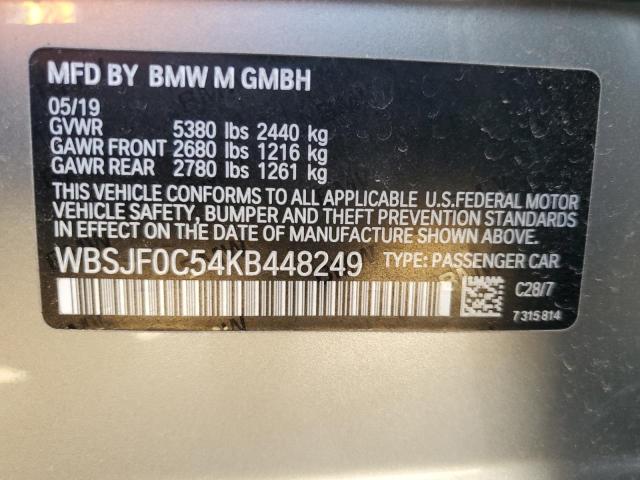 MFD BY BMW M GMBH
05/19
GVWR 5380 lbs 2440 kg
GAWR FRONT 2680 lbs 1216 kg
GAWR REAR 2780 lbs 1261 kg
THIS VEHICLE CONFORMS TO ALL APPLICABLE U.S.FEDERAL MOTOR
VEHICLE SAFETY, BUMPER AND THEFT PREVENTION STANDARDS
IN EFFECT ON THE DATE OF MANUFACTURE SHOWN ABOVE.
WBSJF0C54KB448249 TYPE: PASSENGER CAR
C28/7
7 315 814